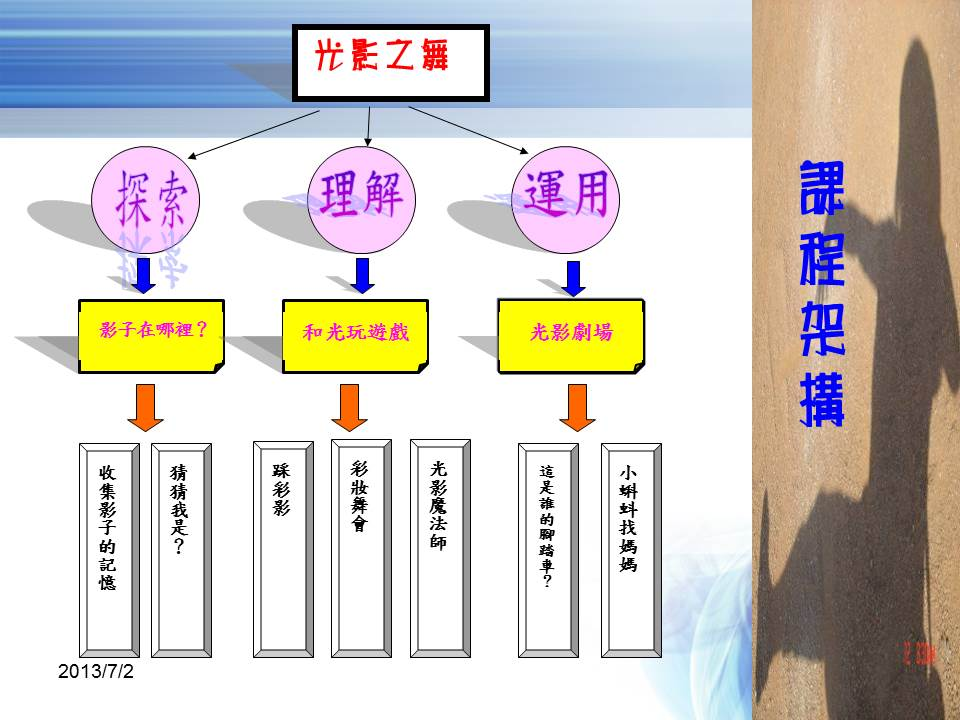 光影之舞
探索
理解
運用
影子在哪裡？
和光玩遊戲
光影劇場
收集影子的記憶
猜猜我是？
踩彩影
彩妝舞會
光影魔法師
這是誰的腳踏車？
小蝌蚪找媽媽
課程架構
2013/7/2